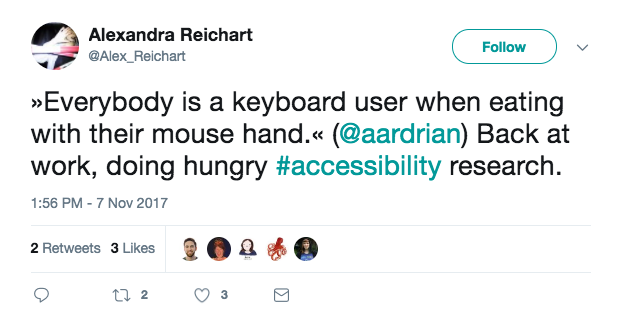 Alexandra Reichart
@Alex_Reichart
Follow
»Everybody is a keyboard user when eating
with their mouse hand.« (@aardrian) Back at
work, doing hungry #accessibility research.
1:56 PM - 7 Nov 2017
2 Retweets 3 Likes
2 3